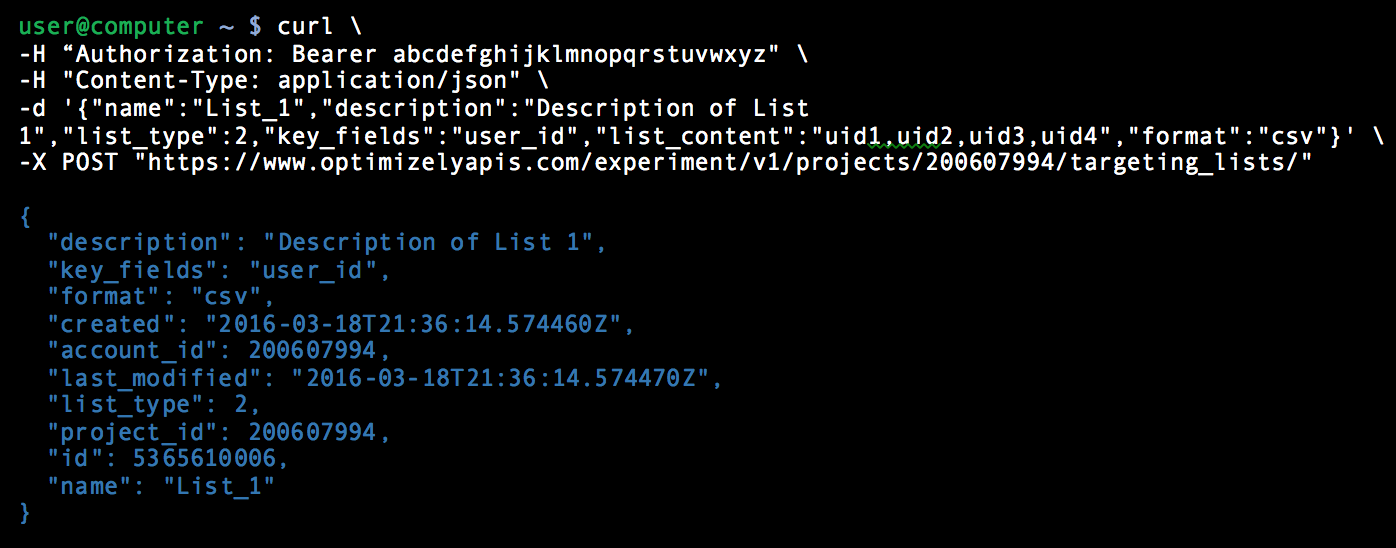 user@computer ~ $ curl \
-H “Authorization: Bearer abcdefghijklmnopqrstuvwxyz" \
-H "Content-Type: application/json" \
-d '{"name":"List_1","description":"Description of List
1","list_type":2,"key_fields":"user_id","list_content":"uid1,uid2,uid3,uid4","format":"csv"}' \
-X POST "https://www.optimizelyapis.com/experiment/v1/projects/200607994/targeting_lists/"
{
  "description": "Description of List 1",
  "key_fields": "user_id",
  "format": "csv",
  "created": "2016-03-18T21:36:14.574460Z",
  "account_id": 200607994,
  "last_modified": "2016-03-18T21:36:14.574470Z",
  "list_type": 2,
  "project_id": 200607994,
  "id": 5365610006,
  "name": "List_1"
}